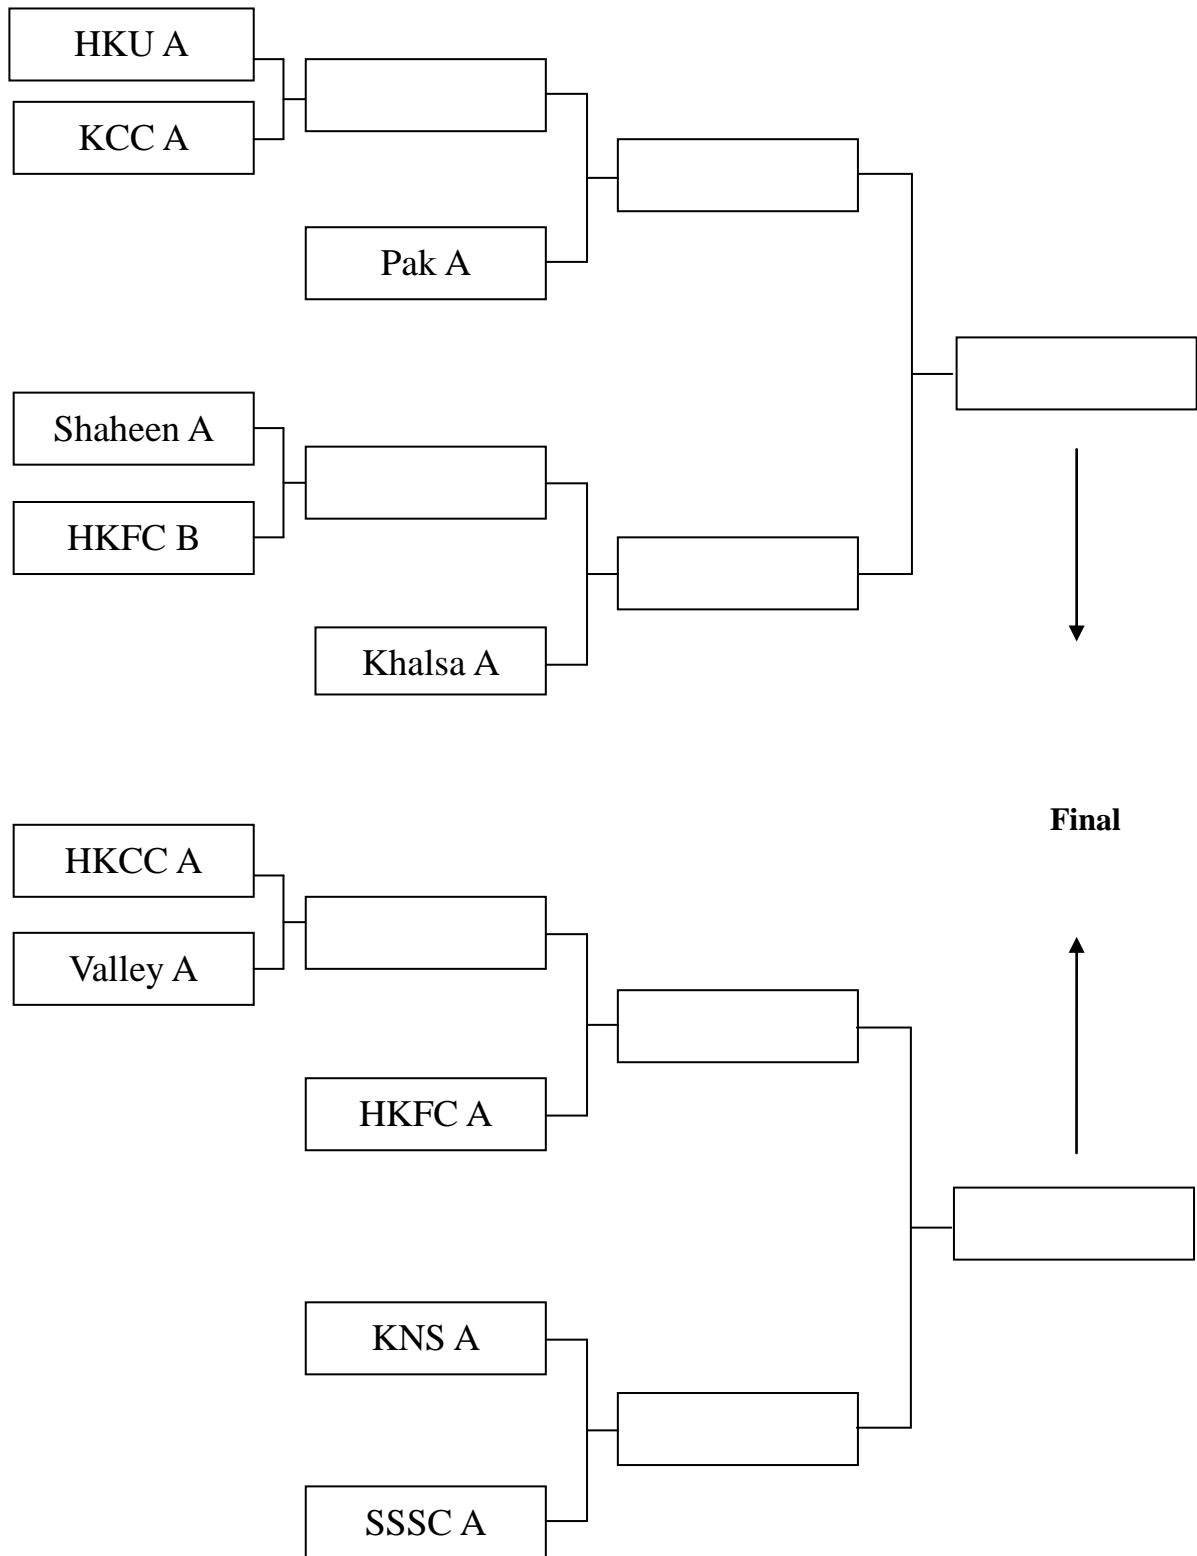 HKU A
KCC A
Pak A
Shaheen A
HKFC B
Khalsa A
Final
HKCC A
Valley A
HKFC A
KNS A
SSSC A